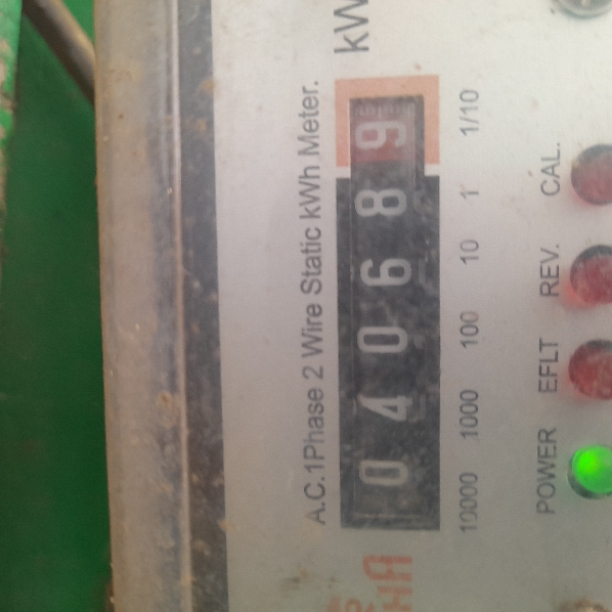 kW
A.C.1Phase 2 Wire Static kWh Meter.
0 4 0 6 8 9
10000 1000 100 10 1 1/10
POWER EFLT REV. CAL.